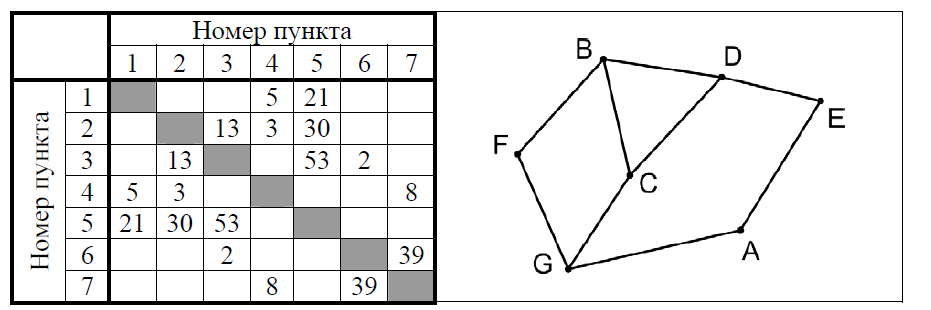 Номер пункта
1 2 3 4 5 6 7
Номер пункта
1 5 21
2 13 3 30
3 13 53 2
4 5 3 8
5 21 30 53
6 2 39
7 8 39
B
D
E
F
C
A
G